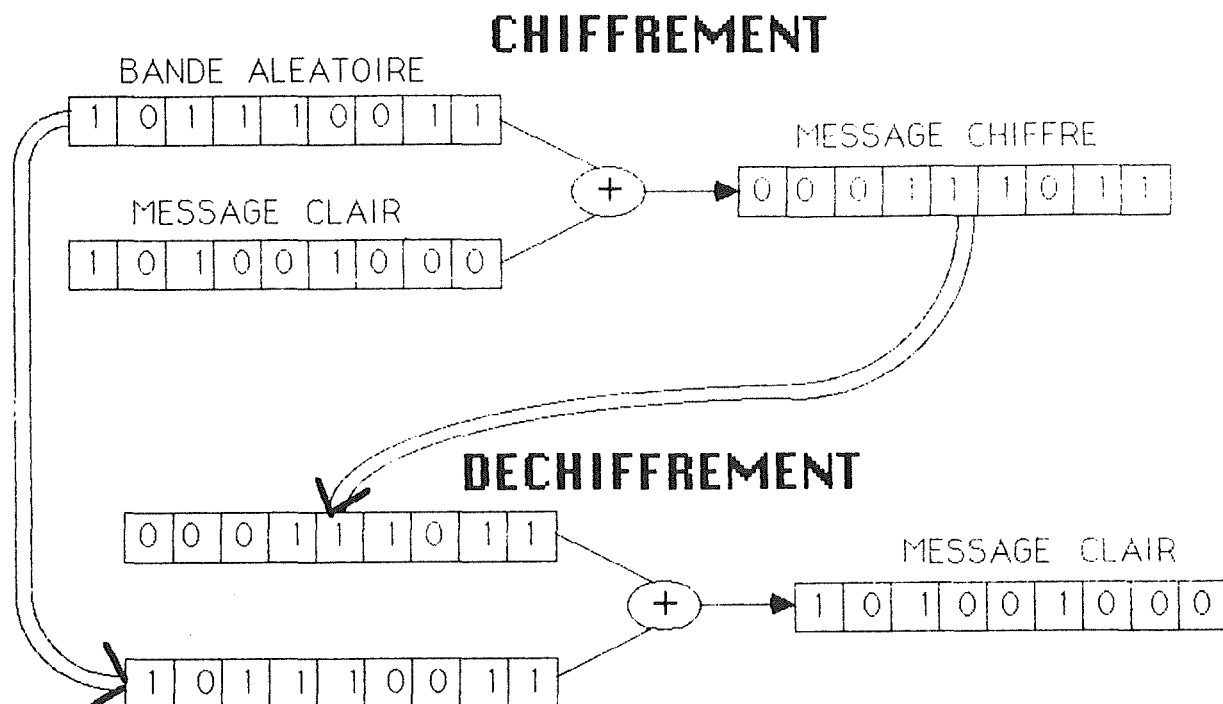 CHIFFREMENT
BANDE ALEATOIRE
1 0 1 1 1 0 0 1 1
MESSAGE CHIFFRE
+
0 0 0 1 1 1 0 1 1
MESSAGE CLAIR
1 0 1 0 0 1 0 0 0
DECHIFFREMENT
0 0 0 1 1 1 0 1 1
MESSAGE CLAIR
+
1 0 1 0 0 1 0 0 0
1 0 1 1 1 0 0 1 1